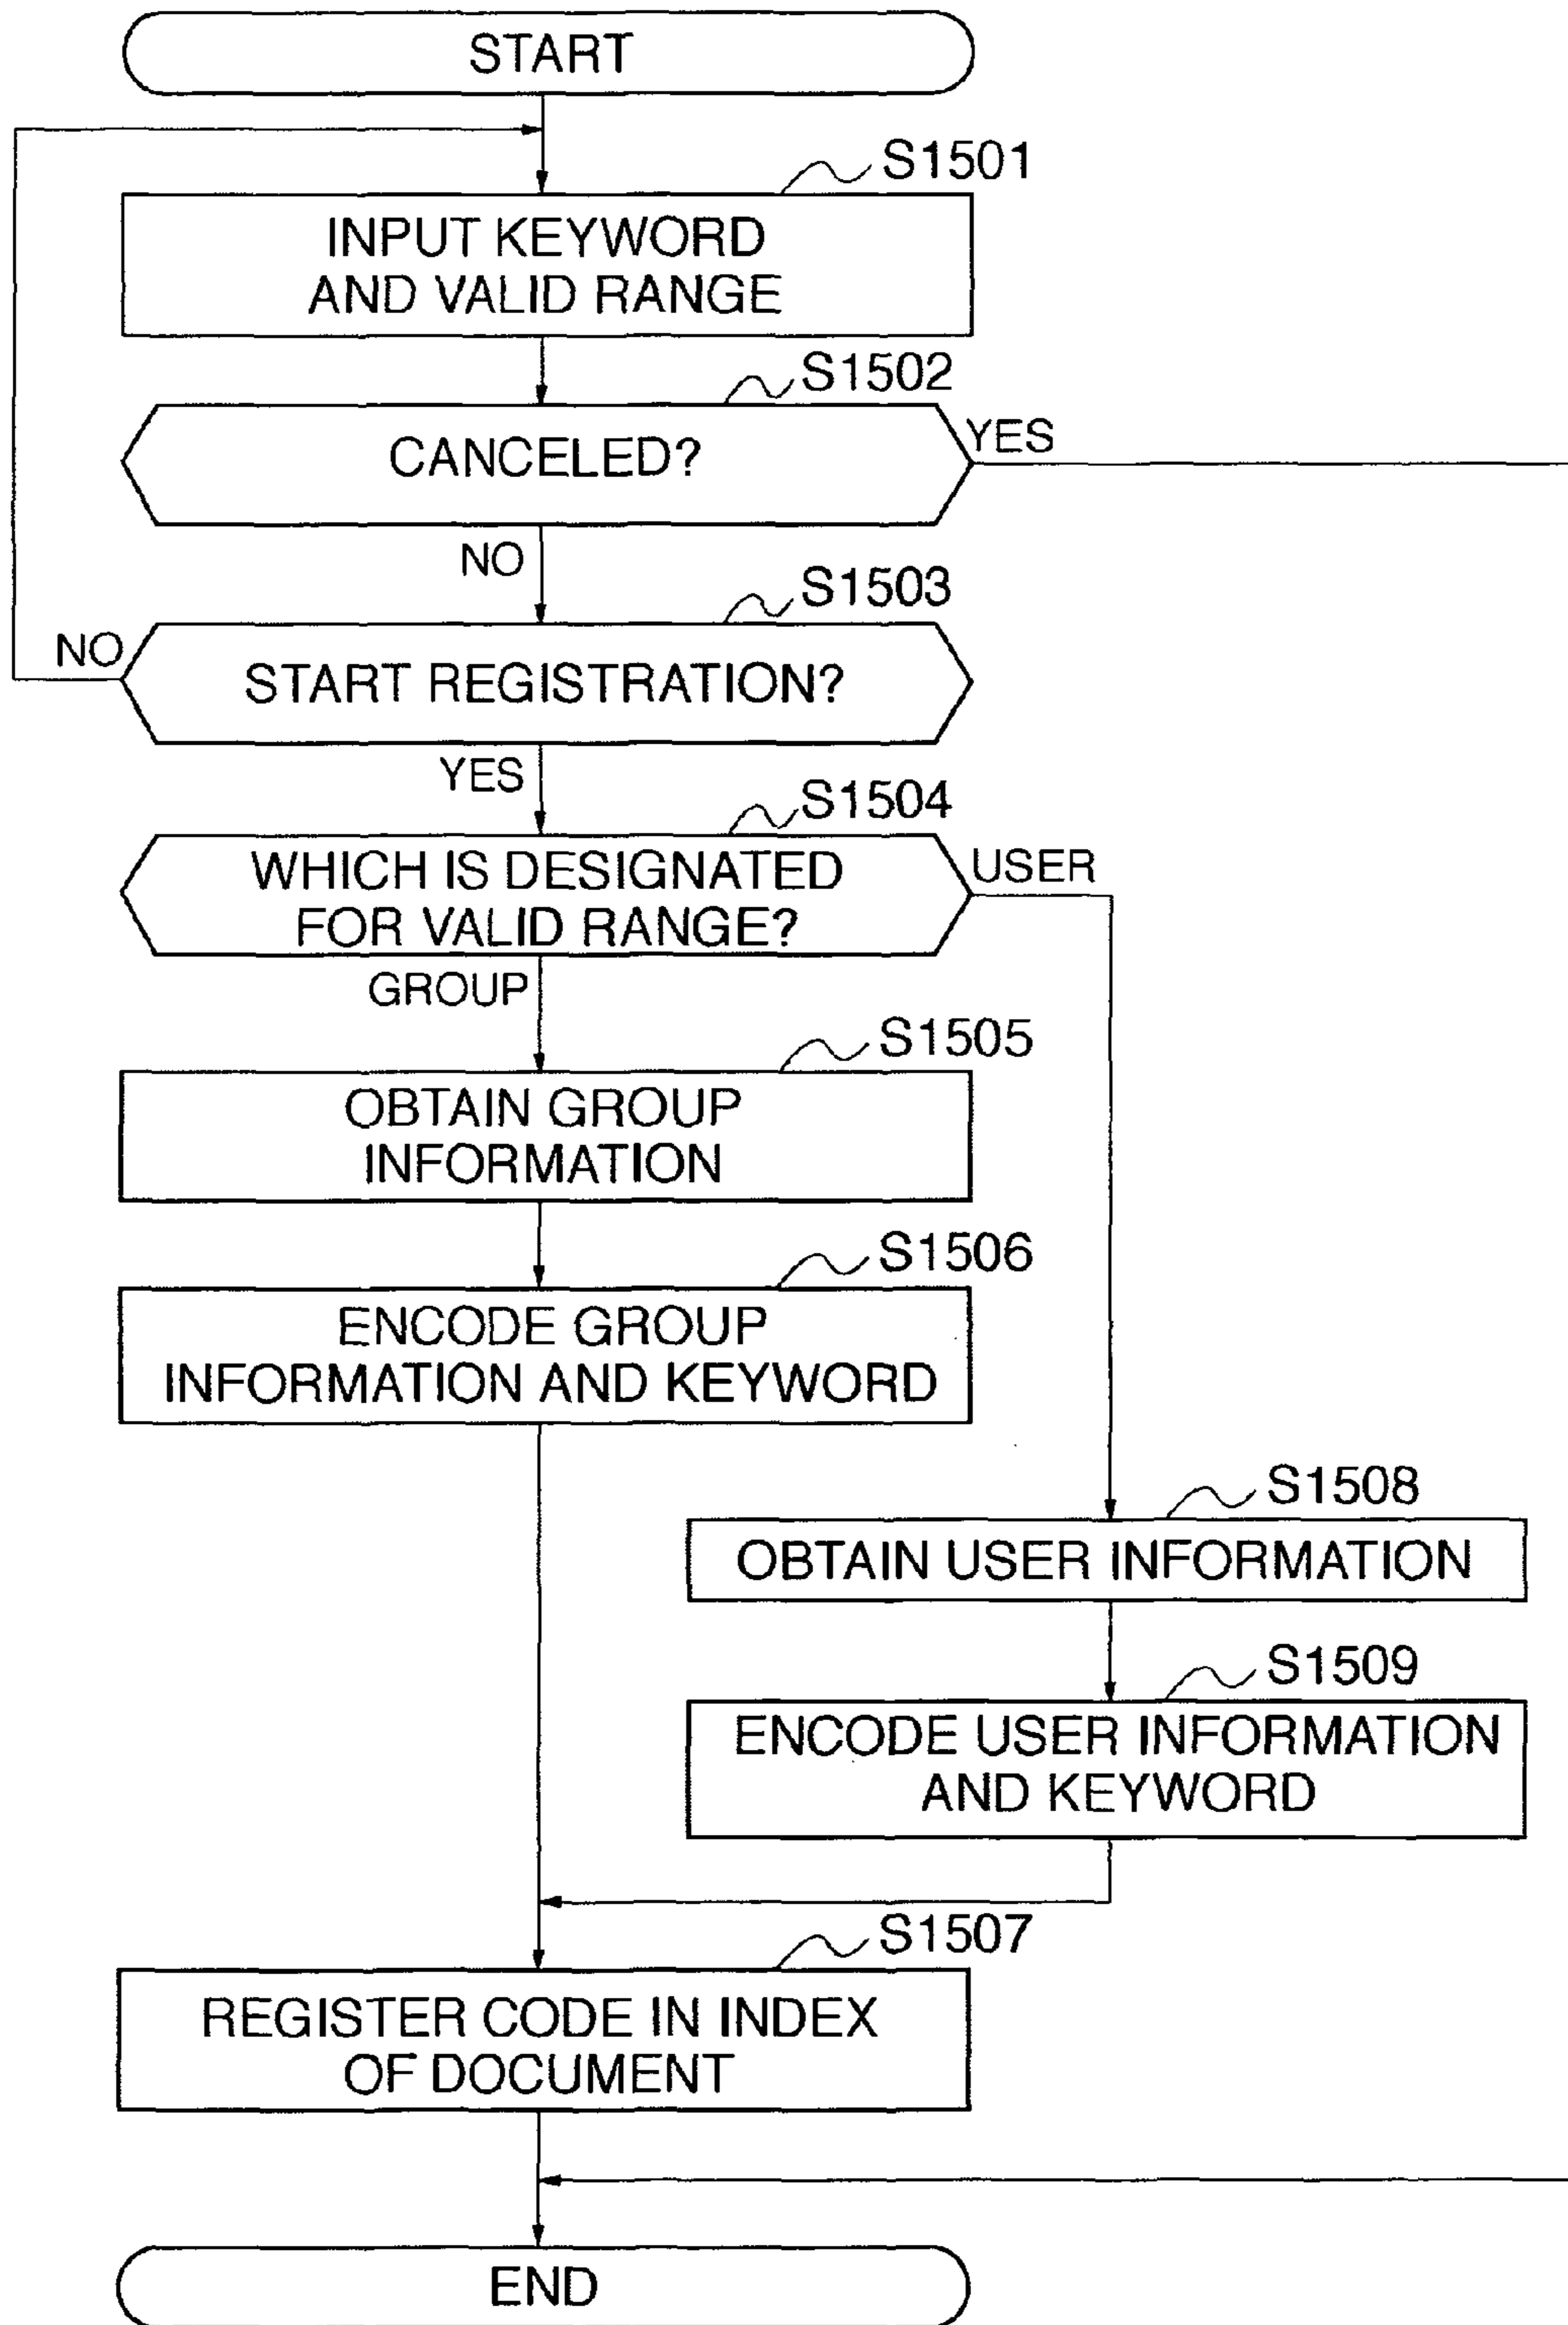 START
S1501
INPUT KEYWORD
AND VALID RANGE
S1502
CANCELED?
YES
NO
S1503
NO
START REGISTRATION?
YES
S1504
WHICH IS DESIGNATED
FOR VALID RANGE?
USER
GROUP
S1505
OBTAIN GROUP
INFORMATION
S1506
ENCODE GROUP
INFORMATION AND KEYWORD
S1508
OBTAIN USER INFORMATION
S1509
ENCODE USER INFORMATION
AND KEYWORD
S1507
REGISTER CODE IN INDEX
OF DOCUMENT
END